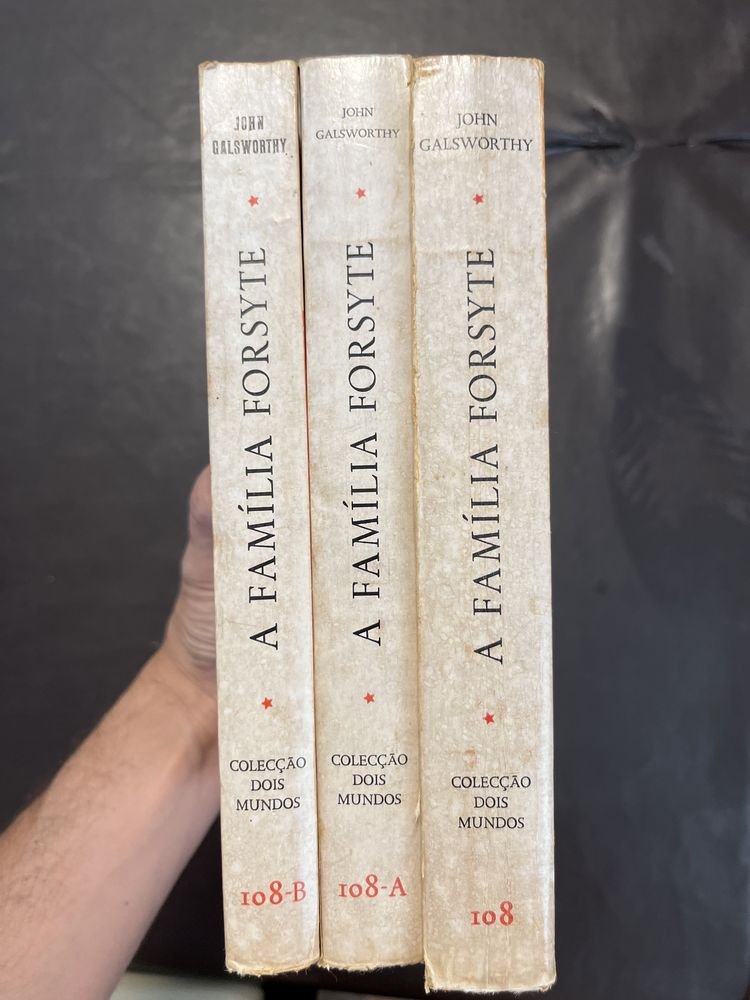 JOHN
GALSWORTHY
A FAMÍLIA FORSYTE
COLECÇÃO
DOIS
MUNDOS
108-B
JOHN
GALSWORTHY
A FAMÍLIA FORSYTE
COLECÇÃO
DOIS
MUNDOS
108-A
JOHN
GALSWORTHY
A FAMÍLIA FORSYTE
COLECÇÃO
DOIS
MUNDOS
108